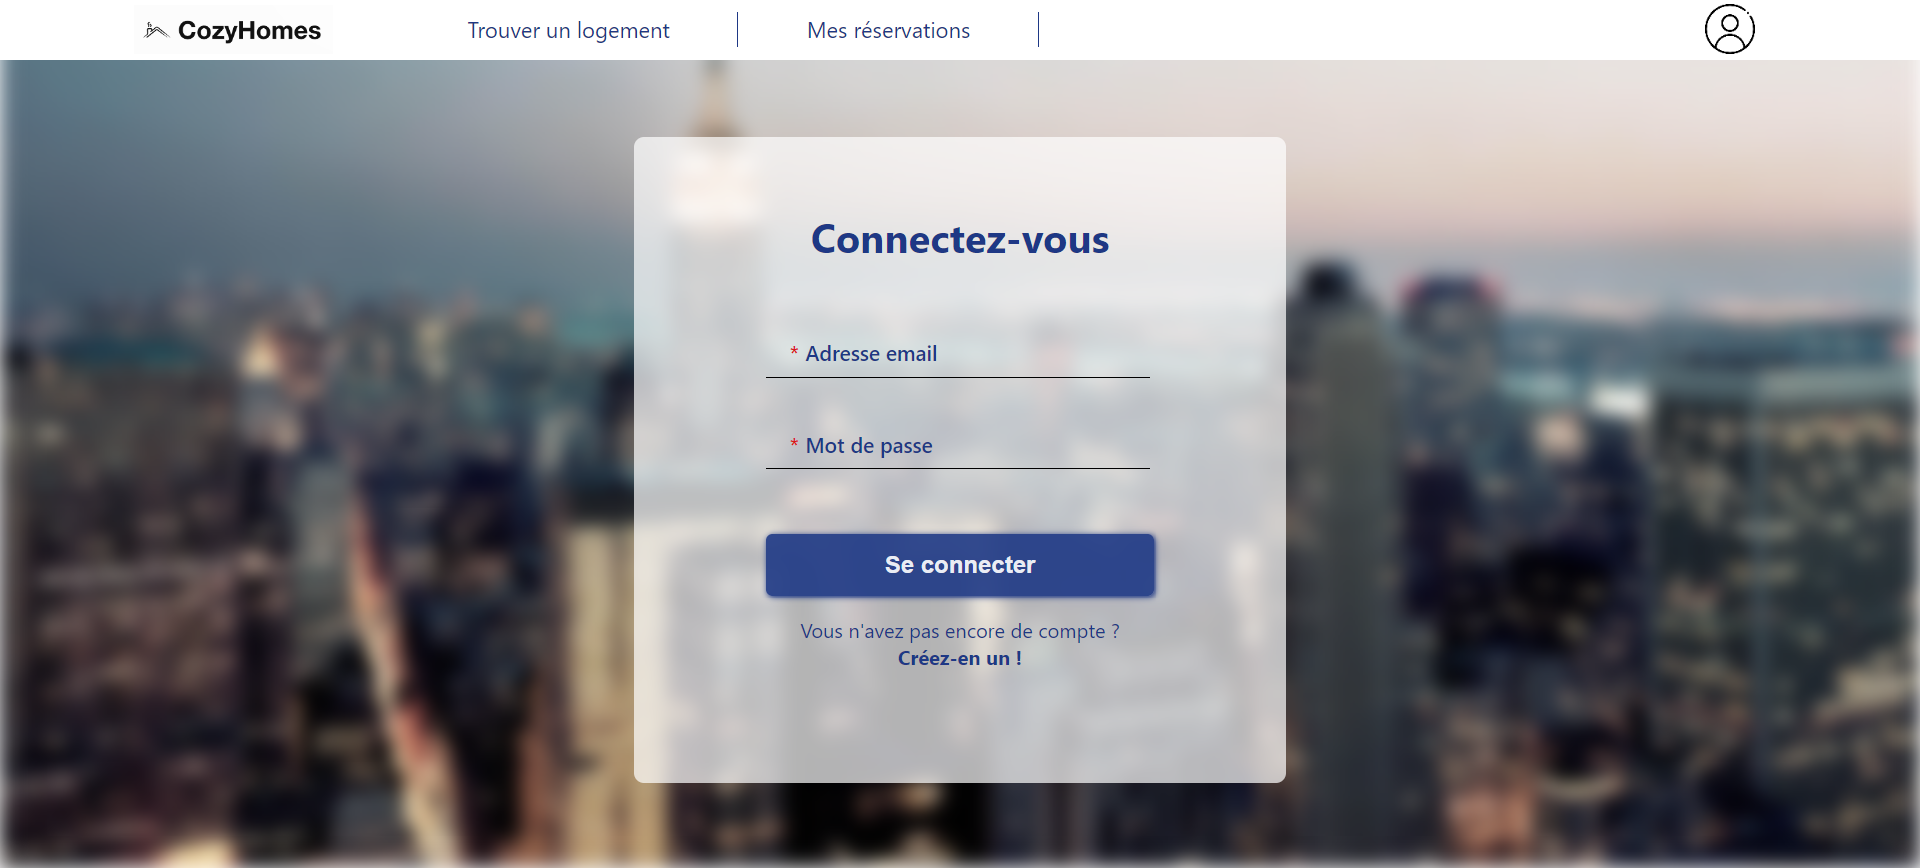 CozyHomes
Trouver un logement
Mes réservations
Connectez-vous
* Adresse email
* Mot de passe
Se connecter
Vous n'avez pas encore de compte ?
Créez-en un !